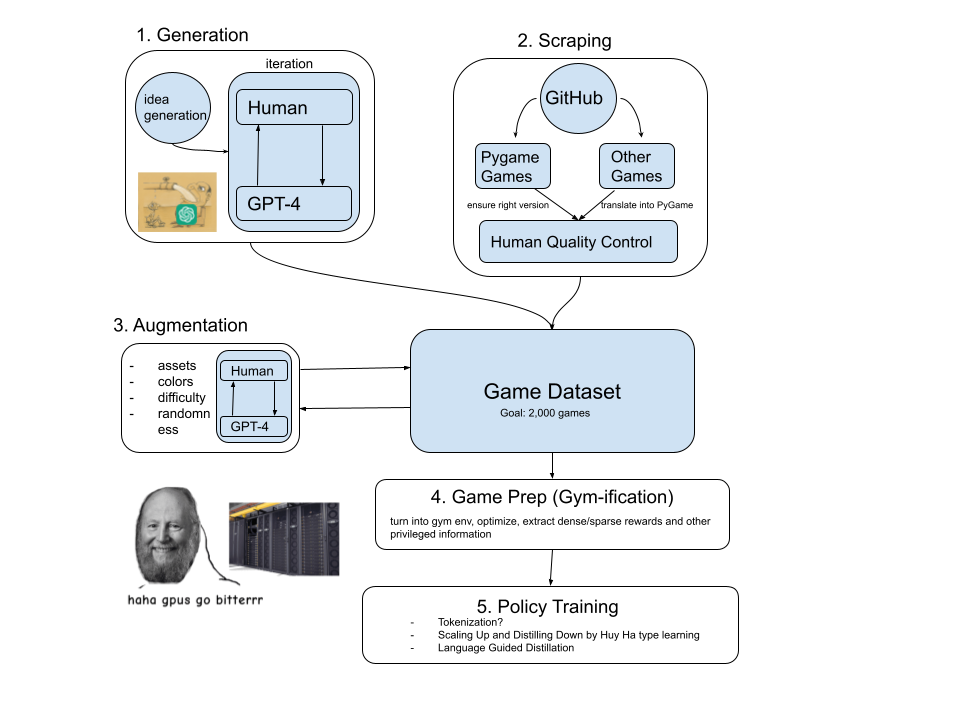 1. Generation
iteration
idea
generation
Human
GPT-4
2. Scraping
GitHub
Pygame
Games
Other
Games
ensure right version
translate into PyGame
Human Quality Control
3. Augmentation
- assets
- colors
- difficulty
- randomn
ess
Human
GPT-4
Game Dataset
Goal: 2,000 games
4. Game Prep (Gym-ification)
turn into gym env, optimize, extract dense/sparse rewards and other
privileged information
haha gpus go bitterrr
5. Policy Training
- Tokenization?
- Scaling Up and Distilling Down by Huy Ha type learning
- Language Guided Distillation